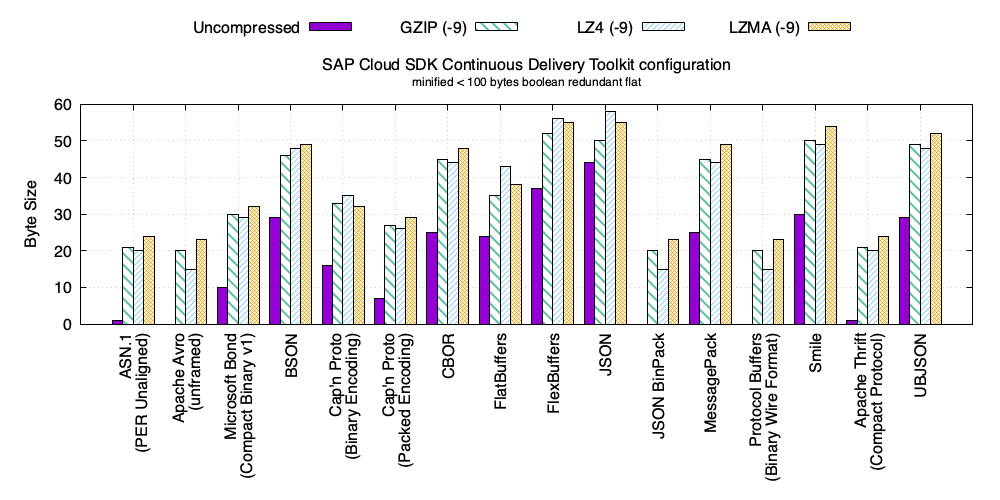 Uncompressed GZIP (-9) LZ4 (-9) LZMA (-9)
SAP Cloud SDK Continuous Delivery Toolkit configuration
minified < 100 bytes boolean redundant flat
Byte Size
60
50
40
30
20
10
0
ASN.1
(PER Unaligned)
Apache Avro
(unframed)
Microsoft Bond
(Compact Binary v1)
BSON
Cap'n Proto
(Binary Encoding)
Cap'n Proto
(Packed Encoding)
CBOR
FlatBuffers
FlexBuffers
JSON
JSON BinPack
MessagePack
Protocol Buffers
(Binary Wire Format)
Smile
Apache Thrift
(Compact Protocol)
UBJSON